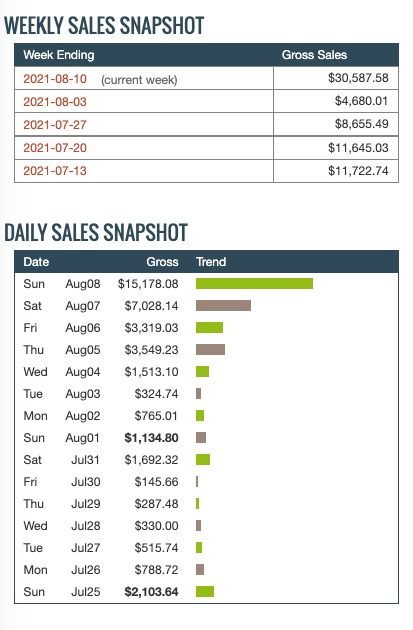 WEEKLY SALES SNAPSHOT
Week Ending Gross Sales
2021-08-10 (current week) $30,587.58
2021-08-03 $4,680.01
2021-07-27 $8,655.49
2021-07-20 $11,645.03
2021-07-13 $11,722.74
DAILY SALES SNAPSHOT
Date Gross Trend
Sun Aug08 $15,178.08
Sat Aug07 $7,028.14
Fri Aug06 $3,319.03
Thu Aug05 $3,549.23
Wed Aug04 $1,513.10
Tue Aug03 $324.74
Mon Aug02 $765.01
Sun Aug01 $1,134.80
Sat Jul31 $1,692.32
Fri Jul30 $145.66
Thu Jul29 $287.48
Wed Jul28 $330.00
Tue Jul27 $515.74
Mon Jul26 $788.72
Sun Jul25 $2,103.64